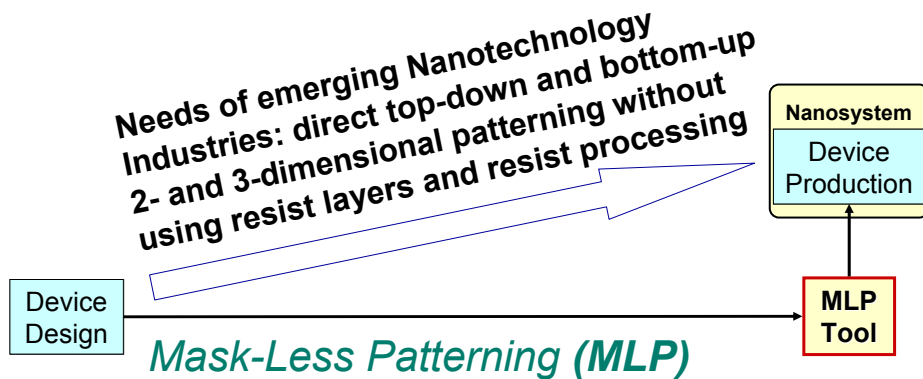 Needs of emerging Nanotechnology
Industries: direct top-down and bottom-up
2- and 3-dimensional patterning without
using resist layers and resist processing
Nanosystem
Device
Production
Device
Design
MLP
Tool
Mask-Less Patterning (MLP)